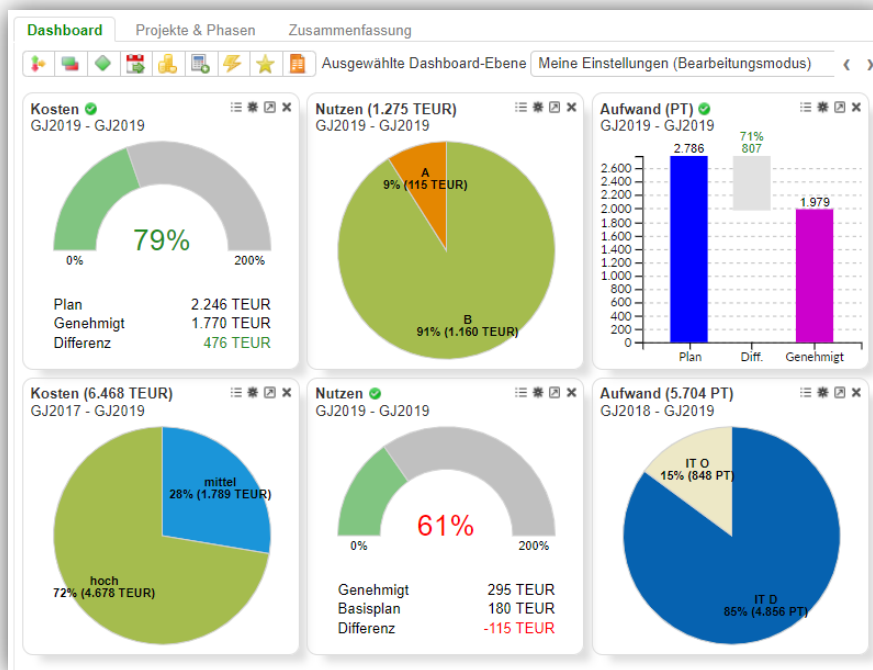 Dashboard Projekte & Phasen Zusammenfassung
Ausgewählte Dashboard-Ebene Meine Einstellungen (Bearbeitungsmodus)
Kosten
GJ2019 - GJ2019
79%
0% 200%
Plan 2.246 TEUR
Genehmigt 1.770 TEUR
Differenz 476 TEUR
Nutzen (1.275 TEUR)
GJ2019 - GJ2019
A
9% (115 TEUR)
B
91% (1.160 TEUR)
Aufwand (PT)
GJ2019 - GJ2019
71%
2.786 807
1.979
2.600
2.400
2.200
2.000
1.800
1.600
1.400
1.200
1.000
800
600
400
200
0
Plan Diff. Genehmigt
Kosten (6.468 TEUR)
GJ2017 - GJ2019
mittel
28% (1.789 TEUR)
hoch
72% (4.678 TEUR)
Nutzen
GJ2019 - GJ2019
61%
0% 200%
Genehmigt 295 TEUR
Basisplan 180 TEUR
Differenz -115 TEUR
Aufwand (5.704 PT)
GJ2018 - GJ2019
IT O
15% (848 PT)
IT D
85% (4.856 PT)